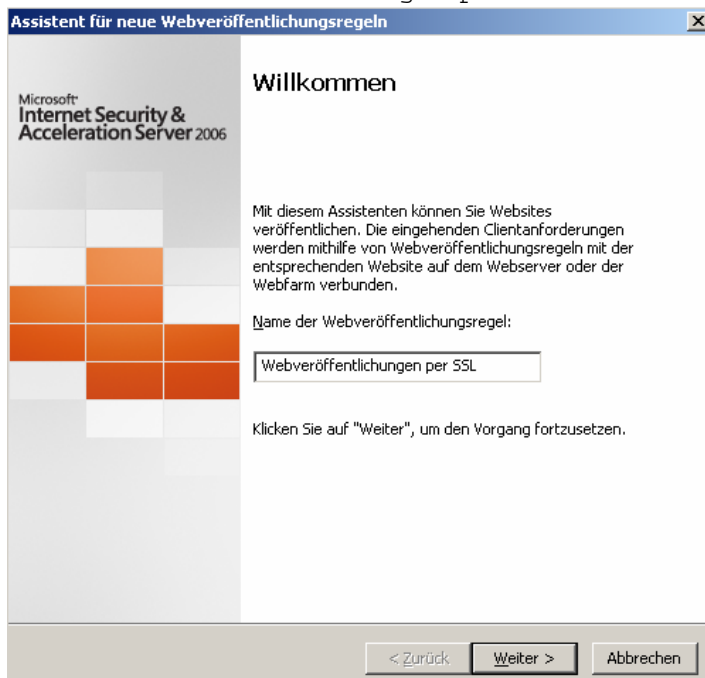 Assistent für neue Webveröffentlichungsregeln
Microsoft
Internet Security &
Acceleration Server 2006
Willkommen
Mit diesem Assistenten können Sie Websites
veröffentlichen. Die eingehenden Clientanforderungen
werden mithilfe von Webveröffentlichungsregeln mit der
entsprechenden Website auf dem Webserver oder der
Webfarm verbunden.
Name der Webveröffentlichungsregel:
Webveröffentlichungen per SSL
Klicken Sie auf "Weiter", um den Vorgang fortzusetzen.
< Zurück Weiter > Abbrechen